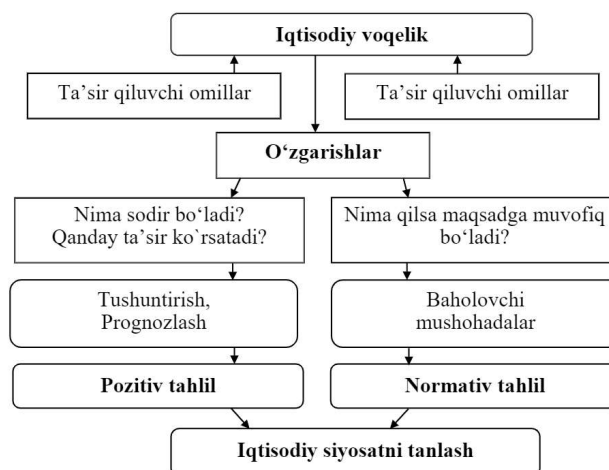 Iqtisodiy voqelik
Ta’sir qiluvchi omillar
Ta’sir qiluvchi omillar
O‘zgarishlar
Nima sodir bo‘ladi?
Qanday ta’sir ko`rsatadi?
Nima qilsa maqsadga muvofiq
bo‘ladi?
Tushuntirish,
Prognozlash
Baholovchi
mushohadalar
Pozitiv tahlil
Normativ tahlil
Iqtisodiy siyosatni tanlash